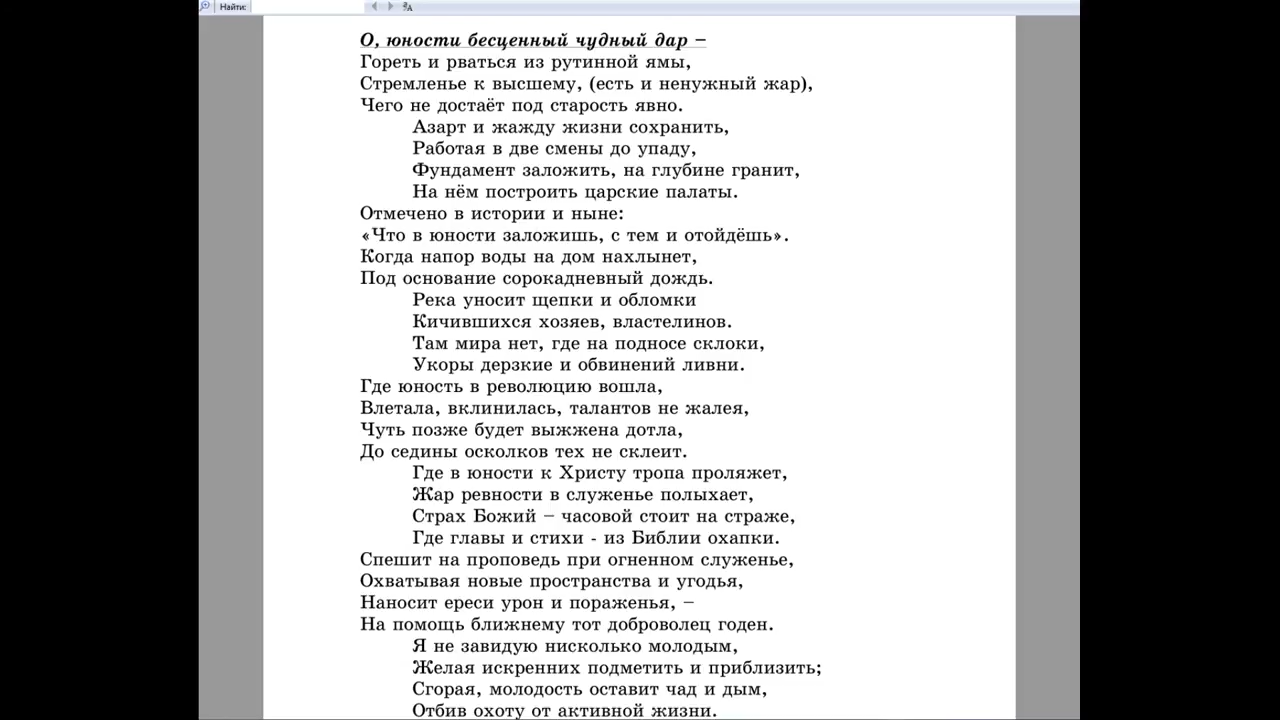 Найти:
О, юности бесценный чудный дар –
Гореть и рваться из рутинной ямы,
Стремленье к высшему, (есть и ненужный жар),
Чего не достаёт под старость явно.
Азарт и жажду жизни сохранить,
Работая в две смены до упаду,
Фундамент заложить, на глубине гранит,
На нём построить царские палаты.
Отмечено в истории и ныне:
«Что в юности заложишь, с тем и отойдёшь».
Когда напор воды на дом нахлынет,
Под основание сорокадневный дождь.
Река уносит щепки и обломки
Кичившихся хозяев, властелинов.
Там мира нет, где на подносе склоки,
Укоры дерзкие и обвинений ливни.
Где юность в революцию вошла,
Влетала, вклинилась, талантов не жалея,
Чуть позже будет выжжена дотла,
До седины осколков тех не склеит.
Где в юности к Христу тропа проляжет,
Жар ревности в служенье полыхает,
Страх Божий – часовой стоит на страже,
Где главы и стихи - из Библии охапки.
Спешит на проповедь при огненном служенье,
Охватывая новые пространства и угодья,
Наносит ереси урон и пораженья, –
На помощь ближнему тот доброволец годен.
Я не завидую нисколько молодым,
Желая искренних подметить и приблизить;
Сгорая, молодость оставит чад и дым,
Отбив охоту от активной жизни.